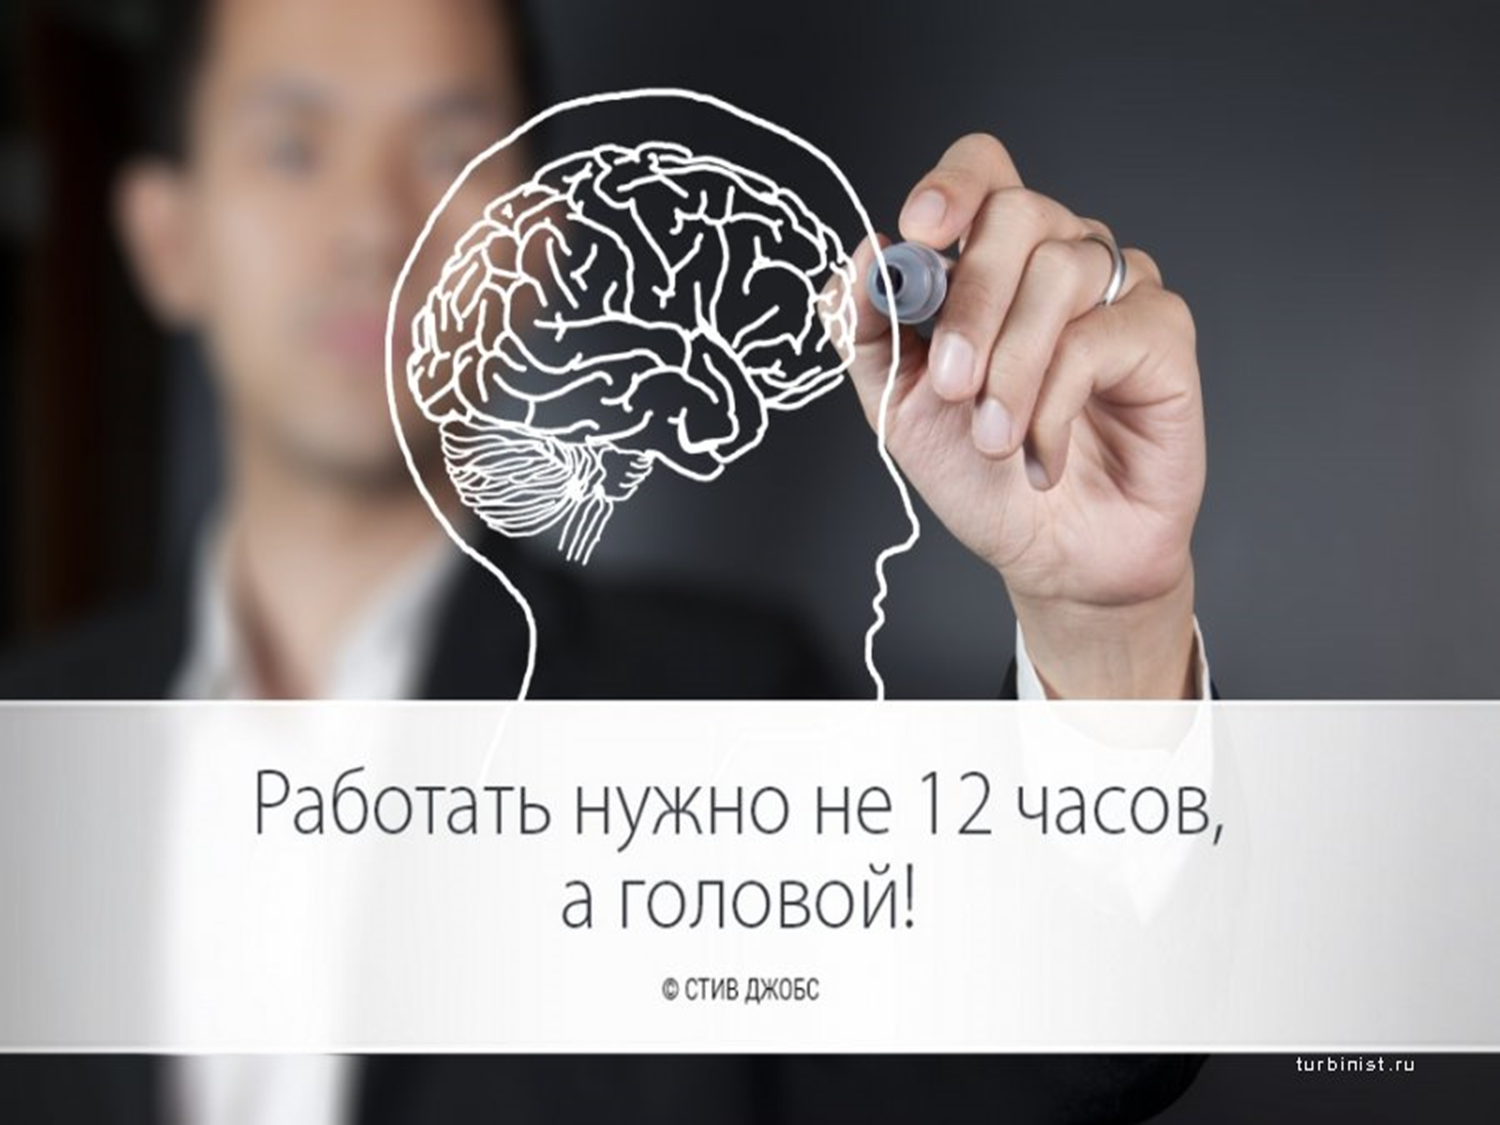 Работать нужно не 12 часов,
а головой!
© СТИВ ДЖОБС
turbinist.ru